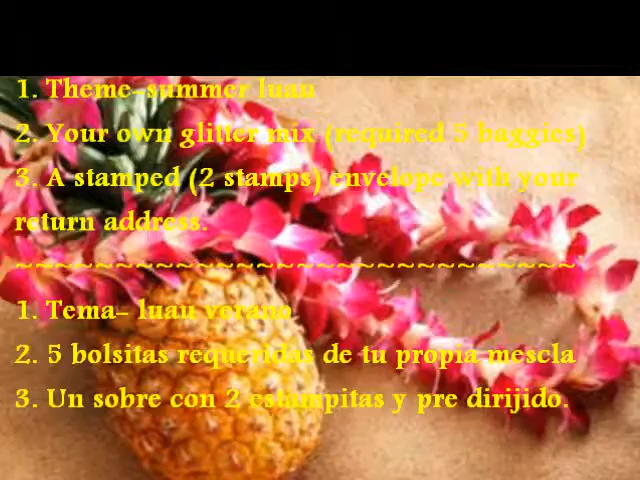 1. Theme-summer luau
2. Your own glitter mix (required 5 baggies)
3. A stamped (2 stamps) envelope with your
return address.
~~~~~~~~~~~~~~~~~~~~~~~~~~~~
1. Tema- luau verano
2. 5 bolsitas requeridas de tu propia mescla
3. Un sobre con 2 estampitas y pre dirijido.